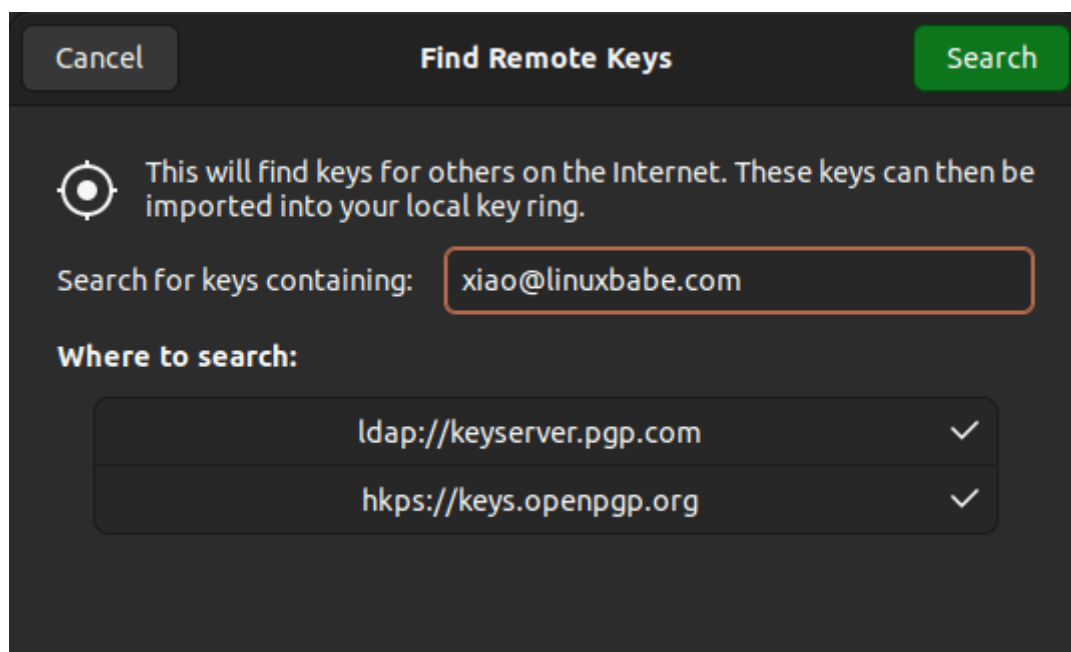 Cancel
Find Remote Keys
Search
This will find keys for others on the Internet. These keys can then be
imported into your local key ring.
Search for keys containing:
xiao@linuxbabe.com
Where to search:
ldap://keyserver.pgp.com
hkps://keys.openpgp.org